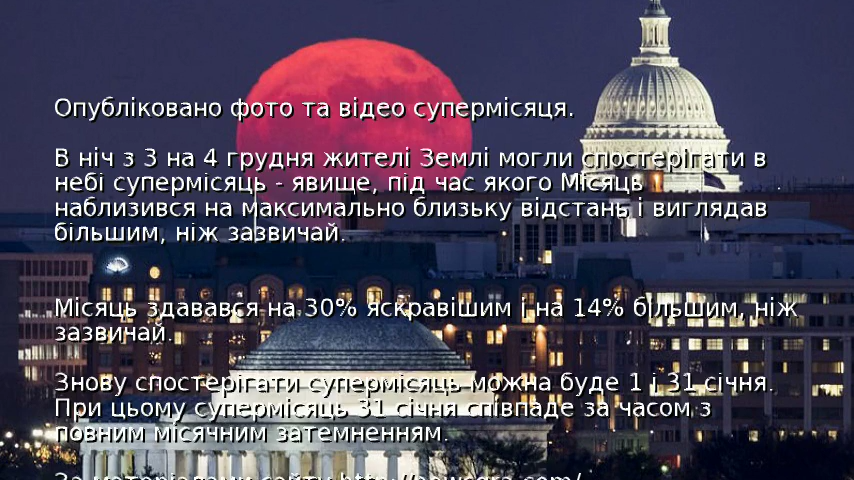 Опубліковано фото та відео супермісяця.
В ніч з 3 на 4 грудня жителі Землі могли спостерігати в
небі супермісяць - явище, під час якого Місяць
наблизився на максимально близьку відстань і виглядав
більшим, ніж зазвичай.
Місяць здавався на 30% яскравішим і на 14% більшим, ніж
зазвичай.
Знову спостерігати супермісяць можна буде 1 і 31 січня.
При цьому супермісяць 31 січня співпаде за часом з
повним місячним затемненням.
За матеріалами сайту